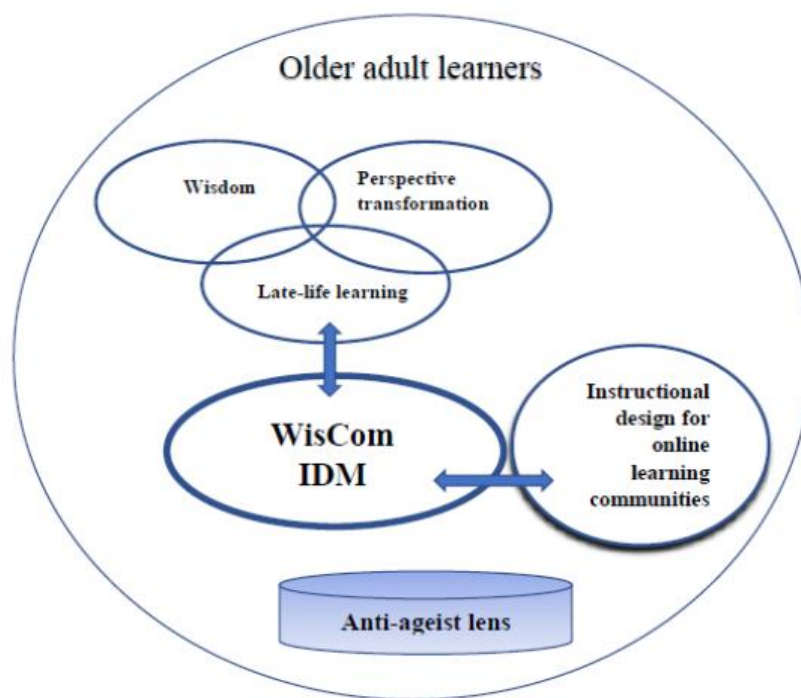 Older adult learners
Wisdom
Perspective
transformation
Late-life learning
WisCom
IDM
Instructional
design for
online
learning
communities
Anti-ageist lens